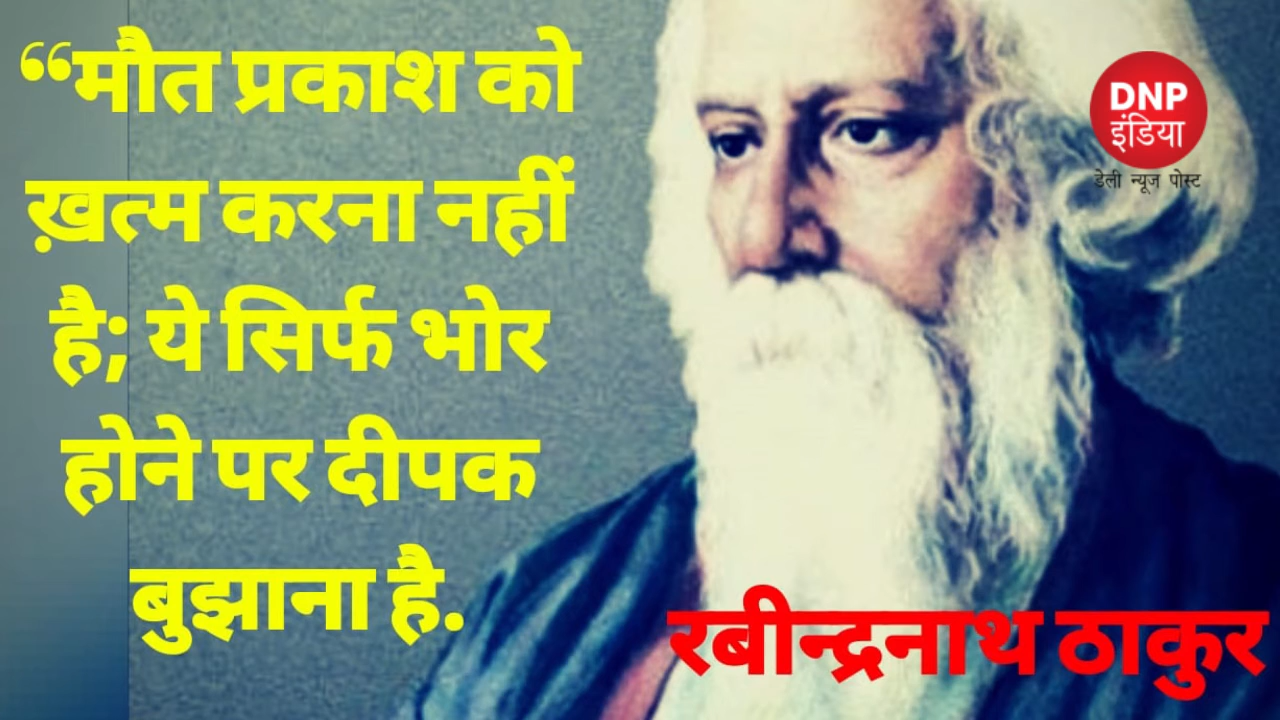 “मौत प्रकाश को
ख़त्म करना नहीं
है; ये सिर्फ भोर
होने पर दीपक
बुझाना है.
DNP
इंडिया
डेली न्यूज पोस्ट
रबीन्द्रनाथ ठाकुर